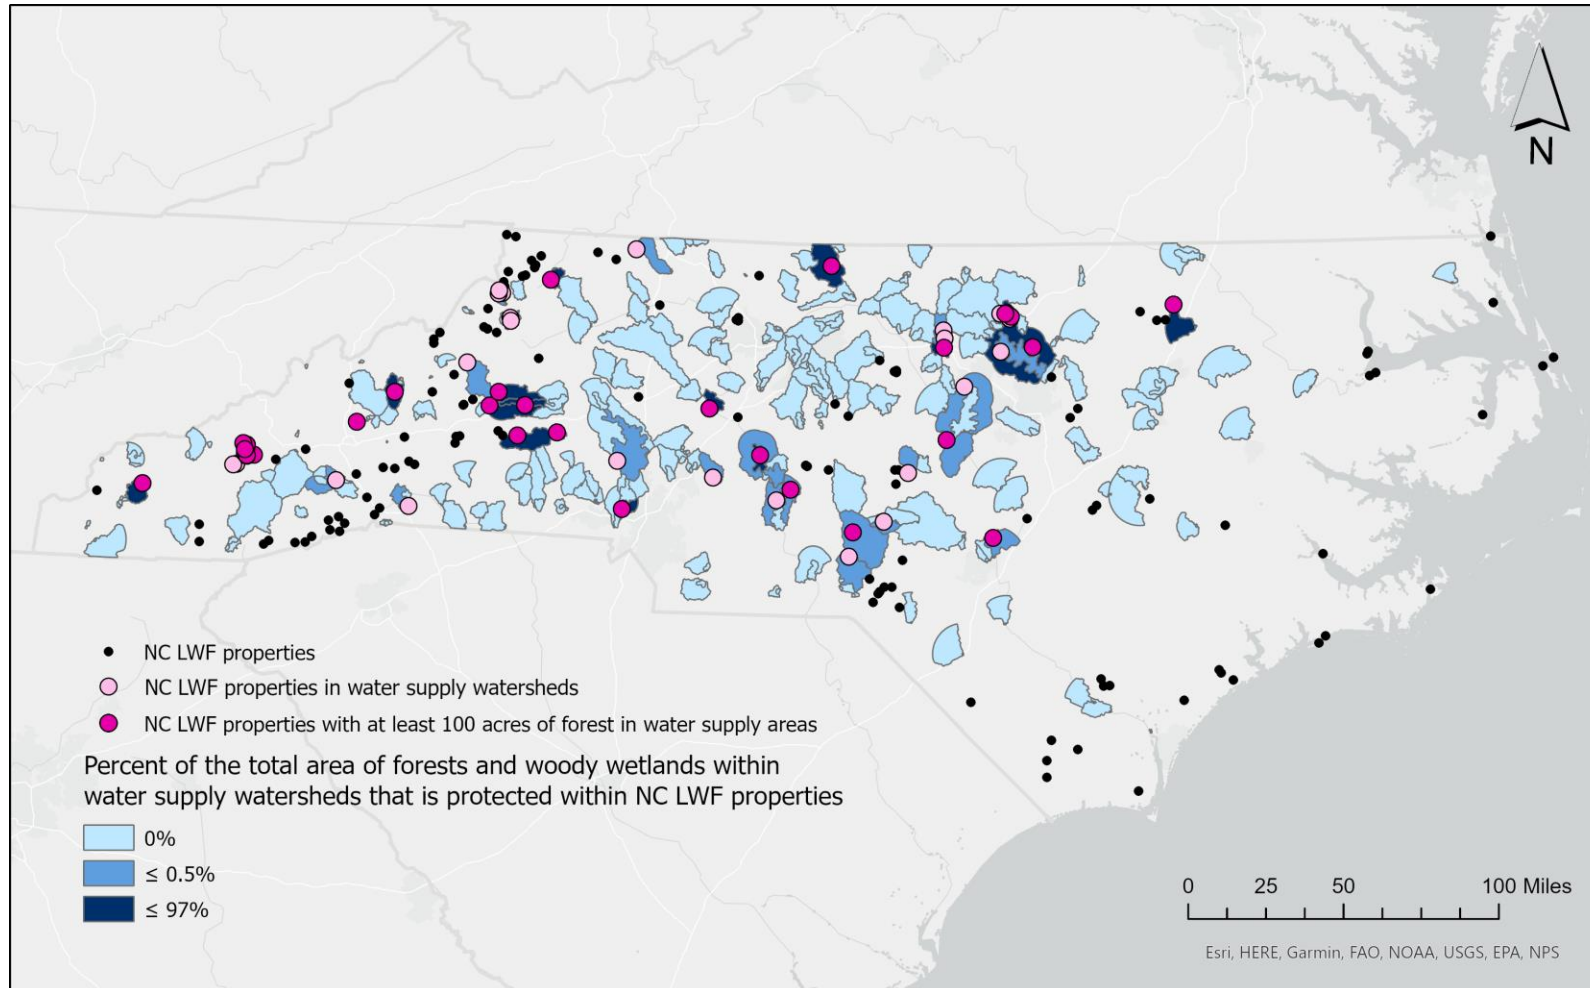 N
NC LWF properties
NC LWF properties in water supply watersheds
NC LWF properties with at least 100 acres of forest in water supply areas
Percent of the total area of forests and woody wetlands within
water supply watersheds that is protected within NC LWF properties
0%
≤ 0.5%
≤ 97%
0 25 50 100 Miles
Esri, HERE, Garmin, FAO, NOAA, USGS, EPA, NPS